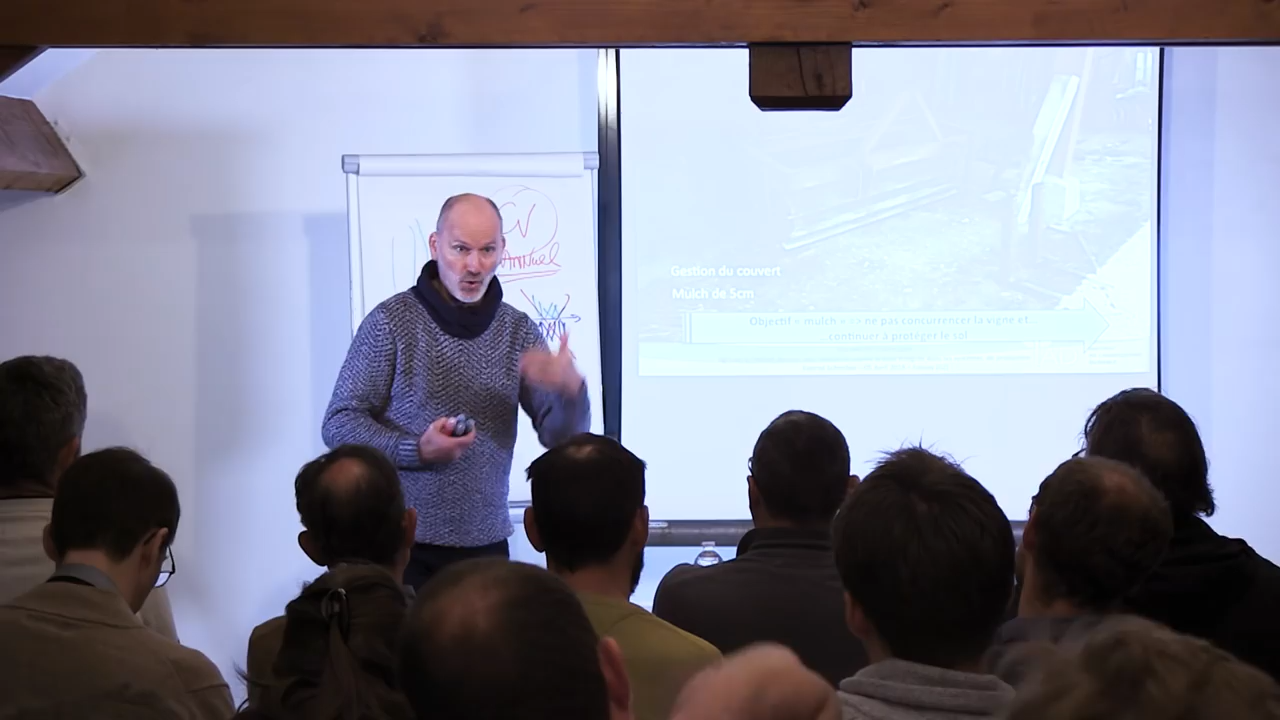 CV
Annuel
Gestion du couvert
Mulch de 5cm
Objectif = mulch = >> ne pas concurrencer la vigne et…
continuer à protéger le sol